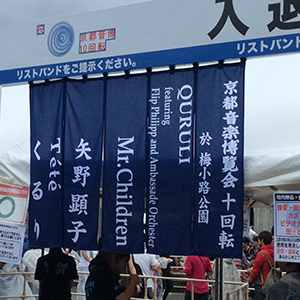 京都音博
10回転
入退
リストバンドをご提示ください。
リストバンド
京都音楽博覧会 十回転
於 梅小路公園
QURULI
featuring
Flip Philipp and Ambassade Orchester
Mr.Children
矢野顕子
Tété
くるり